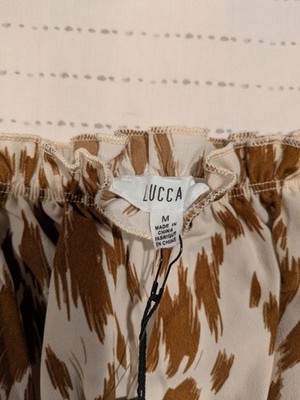 LUCCA
M
MADE IN
CHINA
FABRIQUÉ
EN CHINE